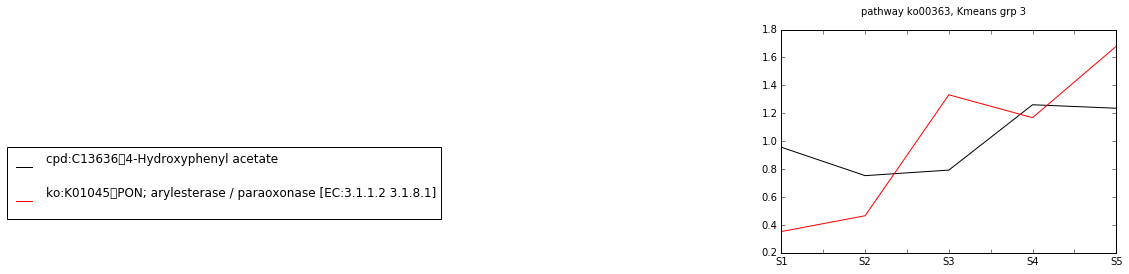 pathway ko00363, Kmeans grp 3
cpd:C13636▯4-Hydroxyphenyl acetate
ko:K01045▯PON; arylesterase / paraoxonase [EC:3.1.1.2 3.1.8.1]
1.8
1.6
1.4
1.2
1.0
0.8
0.6
0.4
0.2
S1 S2 S3 S4 S5